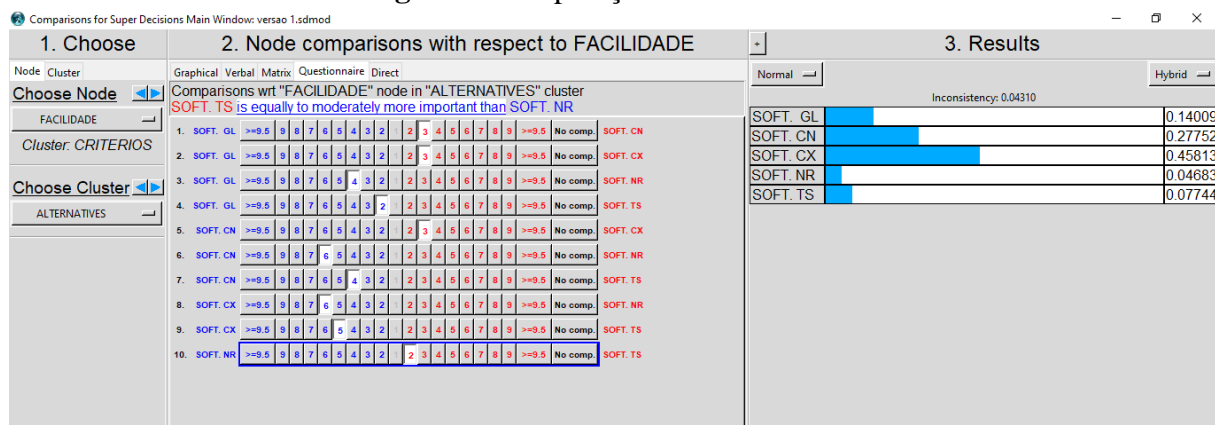 Comparisons for Super Decisions Main Window: versao 1.sdmod
1. Choose
Node Cluster
Choose Node
FACILIDADE
Cluster: CRITERIOS
Choose Cluster
ALTERNATIVES
2. Node comparisons with respect to FACILIDADE
Graphical Verbal Matrix Questionnaire Direct
Comparisons wrt "FACILIDADE" node in "ALTERNATIVES" cluster
SOFT. TS is equally to moderately more important than SOFT. NR
1. SOFT. GL >=9.5 9 8 7 6 5 4 3 2 1 2 3 4 5 6 7 8 9 >=9.5 No comp. SOFT. CN
2. SOFT. GL >=9.5 9 8 7 6 5 4 3 2 1 2 3 4 5 6 7 8 9 >=9.5 No comp. SOFT. CX
3. SOFT. GL >=9.5 9 8 7 6 5 4 3 2 1 2 3 4 5 6 7 8 9 >=9.5 No comp. SOFT. NR
4. SOFT. GL >=9.5 9 8 7 6 5 4 3 2 1 2 3 4 5 6 7 8 9 >=9.5 No comp. SOFT. TS
5. SOFT. CN >=9.5 9 8 7 6 5 4 3 2 1 2 3 4 5 6 7 8 9 >=9.5 No comp. SOFT. CX
6. SOFT. CN >=9.5 9 8 7 6 5 4 3 2 1 2 3 4 5 6 7 8 9 >=9.5 No comp. SOFT. NR
7. SOFT. CN >=9.5 9 8 7 6 5 4 3 2 1 2 3 4 5 6 7 8 9 >=9.5 No comp. SOFT. TS
8. SOFT. CX >=9.5 9 8 7 6 5 4 3 2 1 2 3 4 5 6 7 8 9 >=9.5 No comp. SOFT. NR
9. SOFT. CX >=9.5 9 8 7 6 5 4 3 2 1 2 3 4 5 6 7 8 9 >=9.5 No comp. SOFT. TS
10. SOFT. NR >=9.5 9 8 7 6 5 4 3 2 1 2 3 4 5 6 7 8 9 >=9.5 No comp. SOFT. TS
+ 3. Results
Normal Hybrid
Inconsistency: 0.04310
SOFT. GL 0.14009
SOFT. CN 0.27752
SOFT. CX 0.45813
SOFT. NR 0.04683
SOFT. TS 0.07744